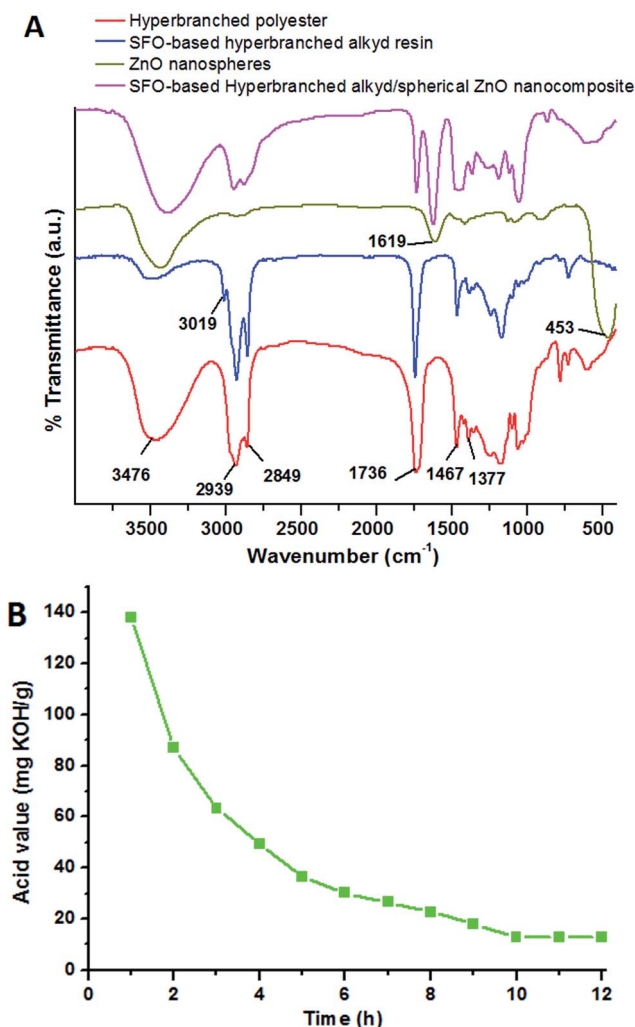 A
Hyperbranched polyester
SFO-based hyperbranched alkyd resin
ZnO nanospheres
SFO-based Hyperbranched alkyd/spherical ZnO nanocomposite
% Transmittance (a.u.)
1619
3019
453
3476
2939
2849
1736
1467
1377
3500 3000 2500 2000 1500 1000 500
Wavenumber (cm⁻¹)
B
Acid value (mg KOH/g)
140
120
100
80
60
40
20
0
0 2 4 6 8 10 12
Time (h)